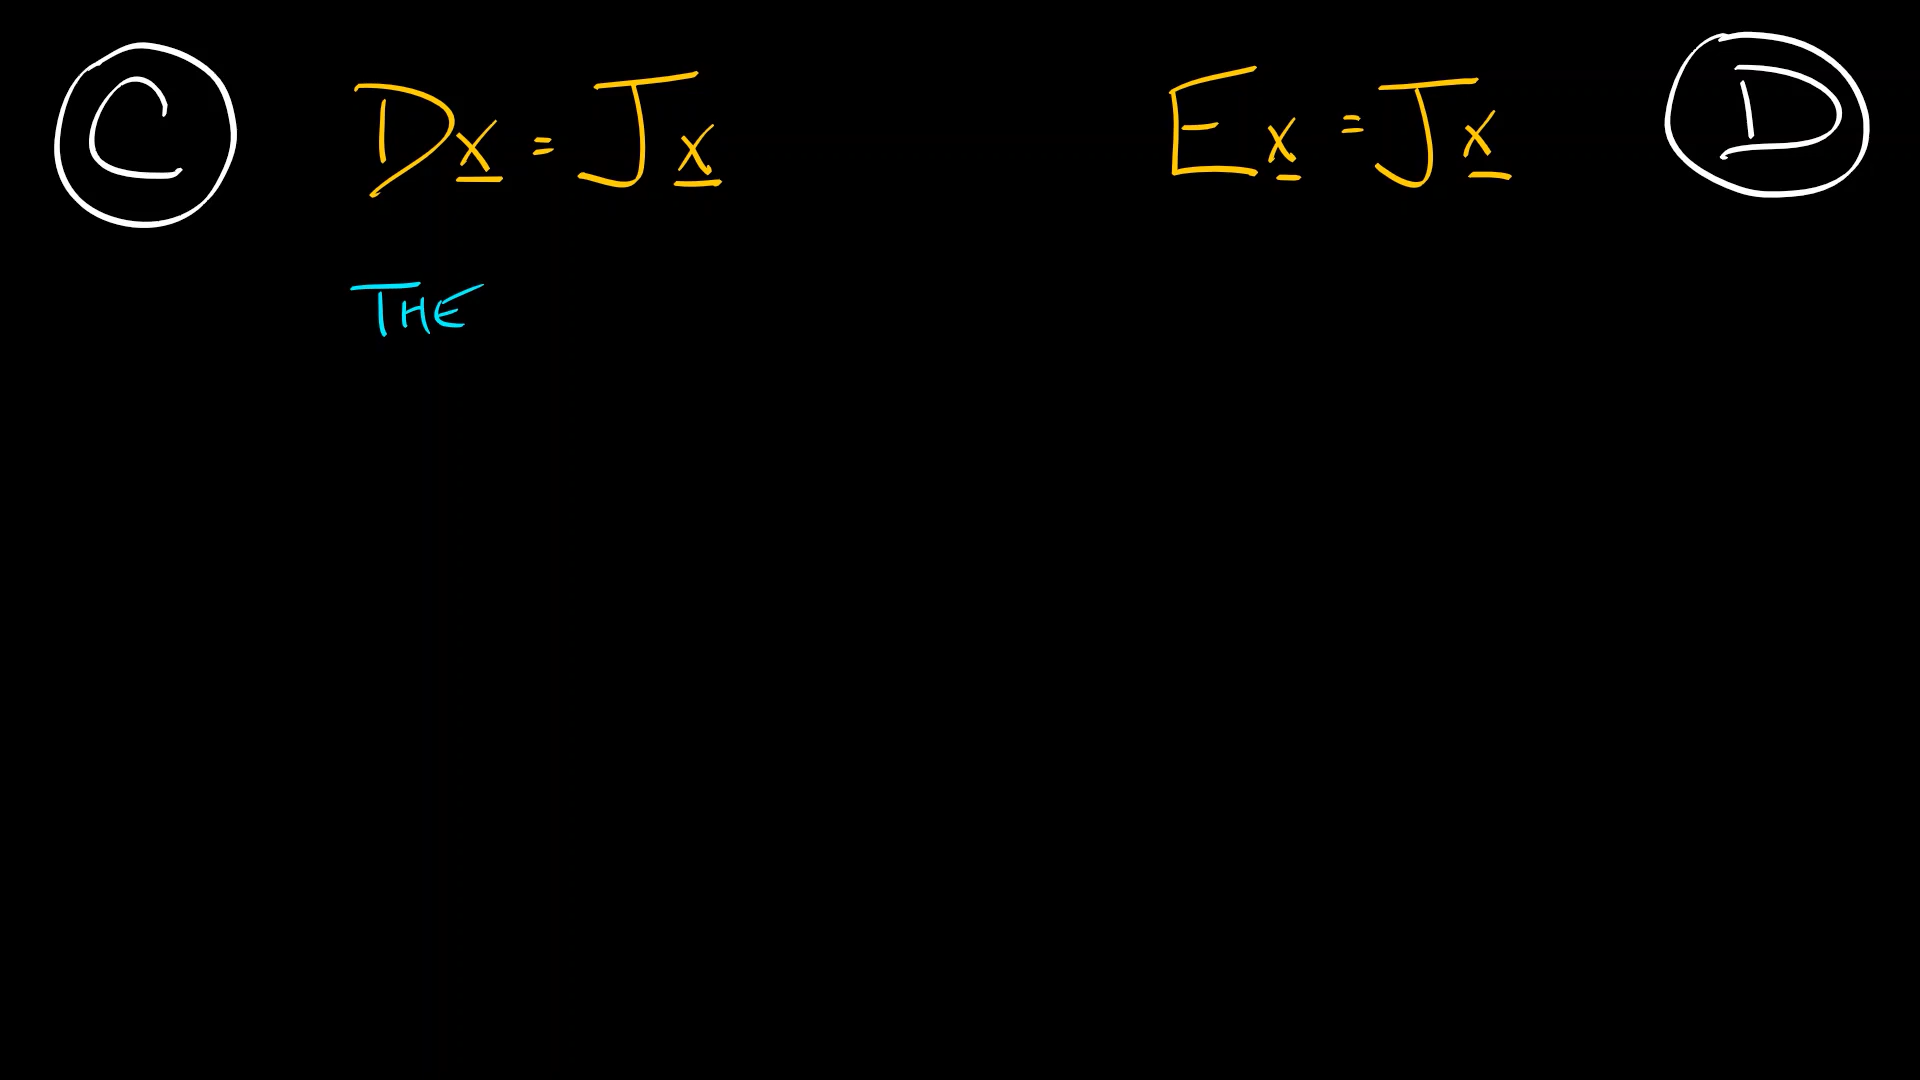 C Dx = Jx Ex = Jx D
THE